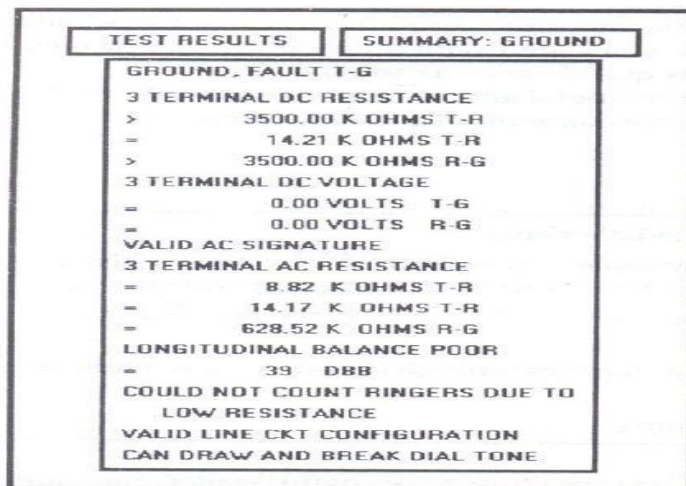 TEST RESULTS
SUMMARY: GROUND
GROUND, FAULT T-G
3 TERMINAL DC RESISTANCE
> 3500.00 K OHMS T-R
= 14.21 K OHMS T-R
> 3500.00 K OHMS R-G
3 TERMINAL DC VOLTAGE
= 0.00 VOLTS T-G
= 0.00 VOLTS R-G
VALID AC SIGNATURE
3 TERMINAL AC RESISTANCE
= 8.82 K OHMS T-R
= 14.17 K OHMS T-R
= 628.52 K OHMS R-G
LONGITUDINAL BALANCE POOR
= 39 DBB
COULD NOT COUNT RINGERS DUE TO
LOW RESISTANCE
VALID LINE CKT CONFIGURATION
CAN DRAW AND BREAK DIAL TONE